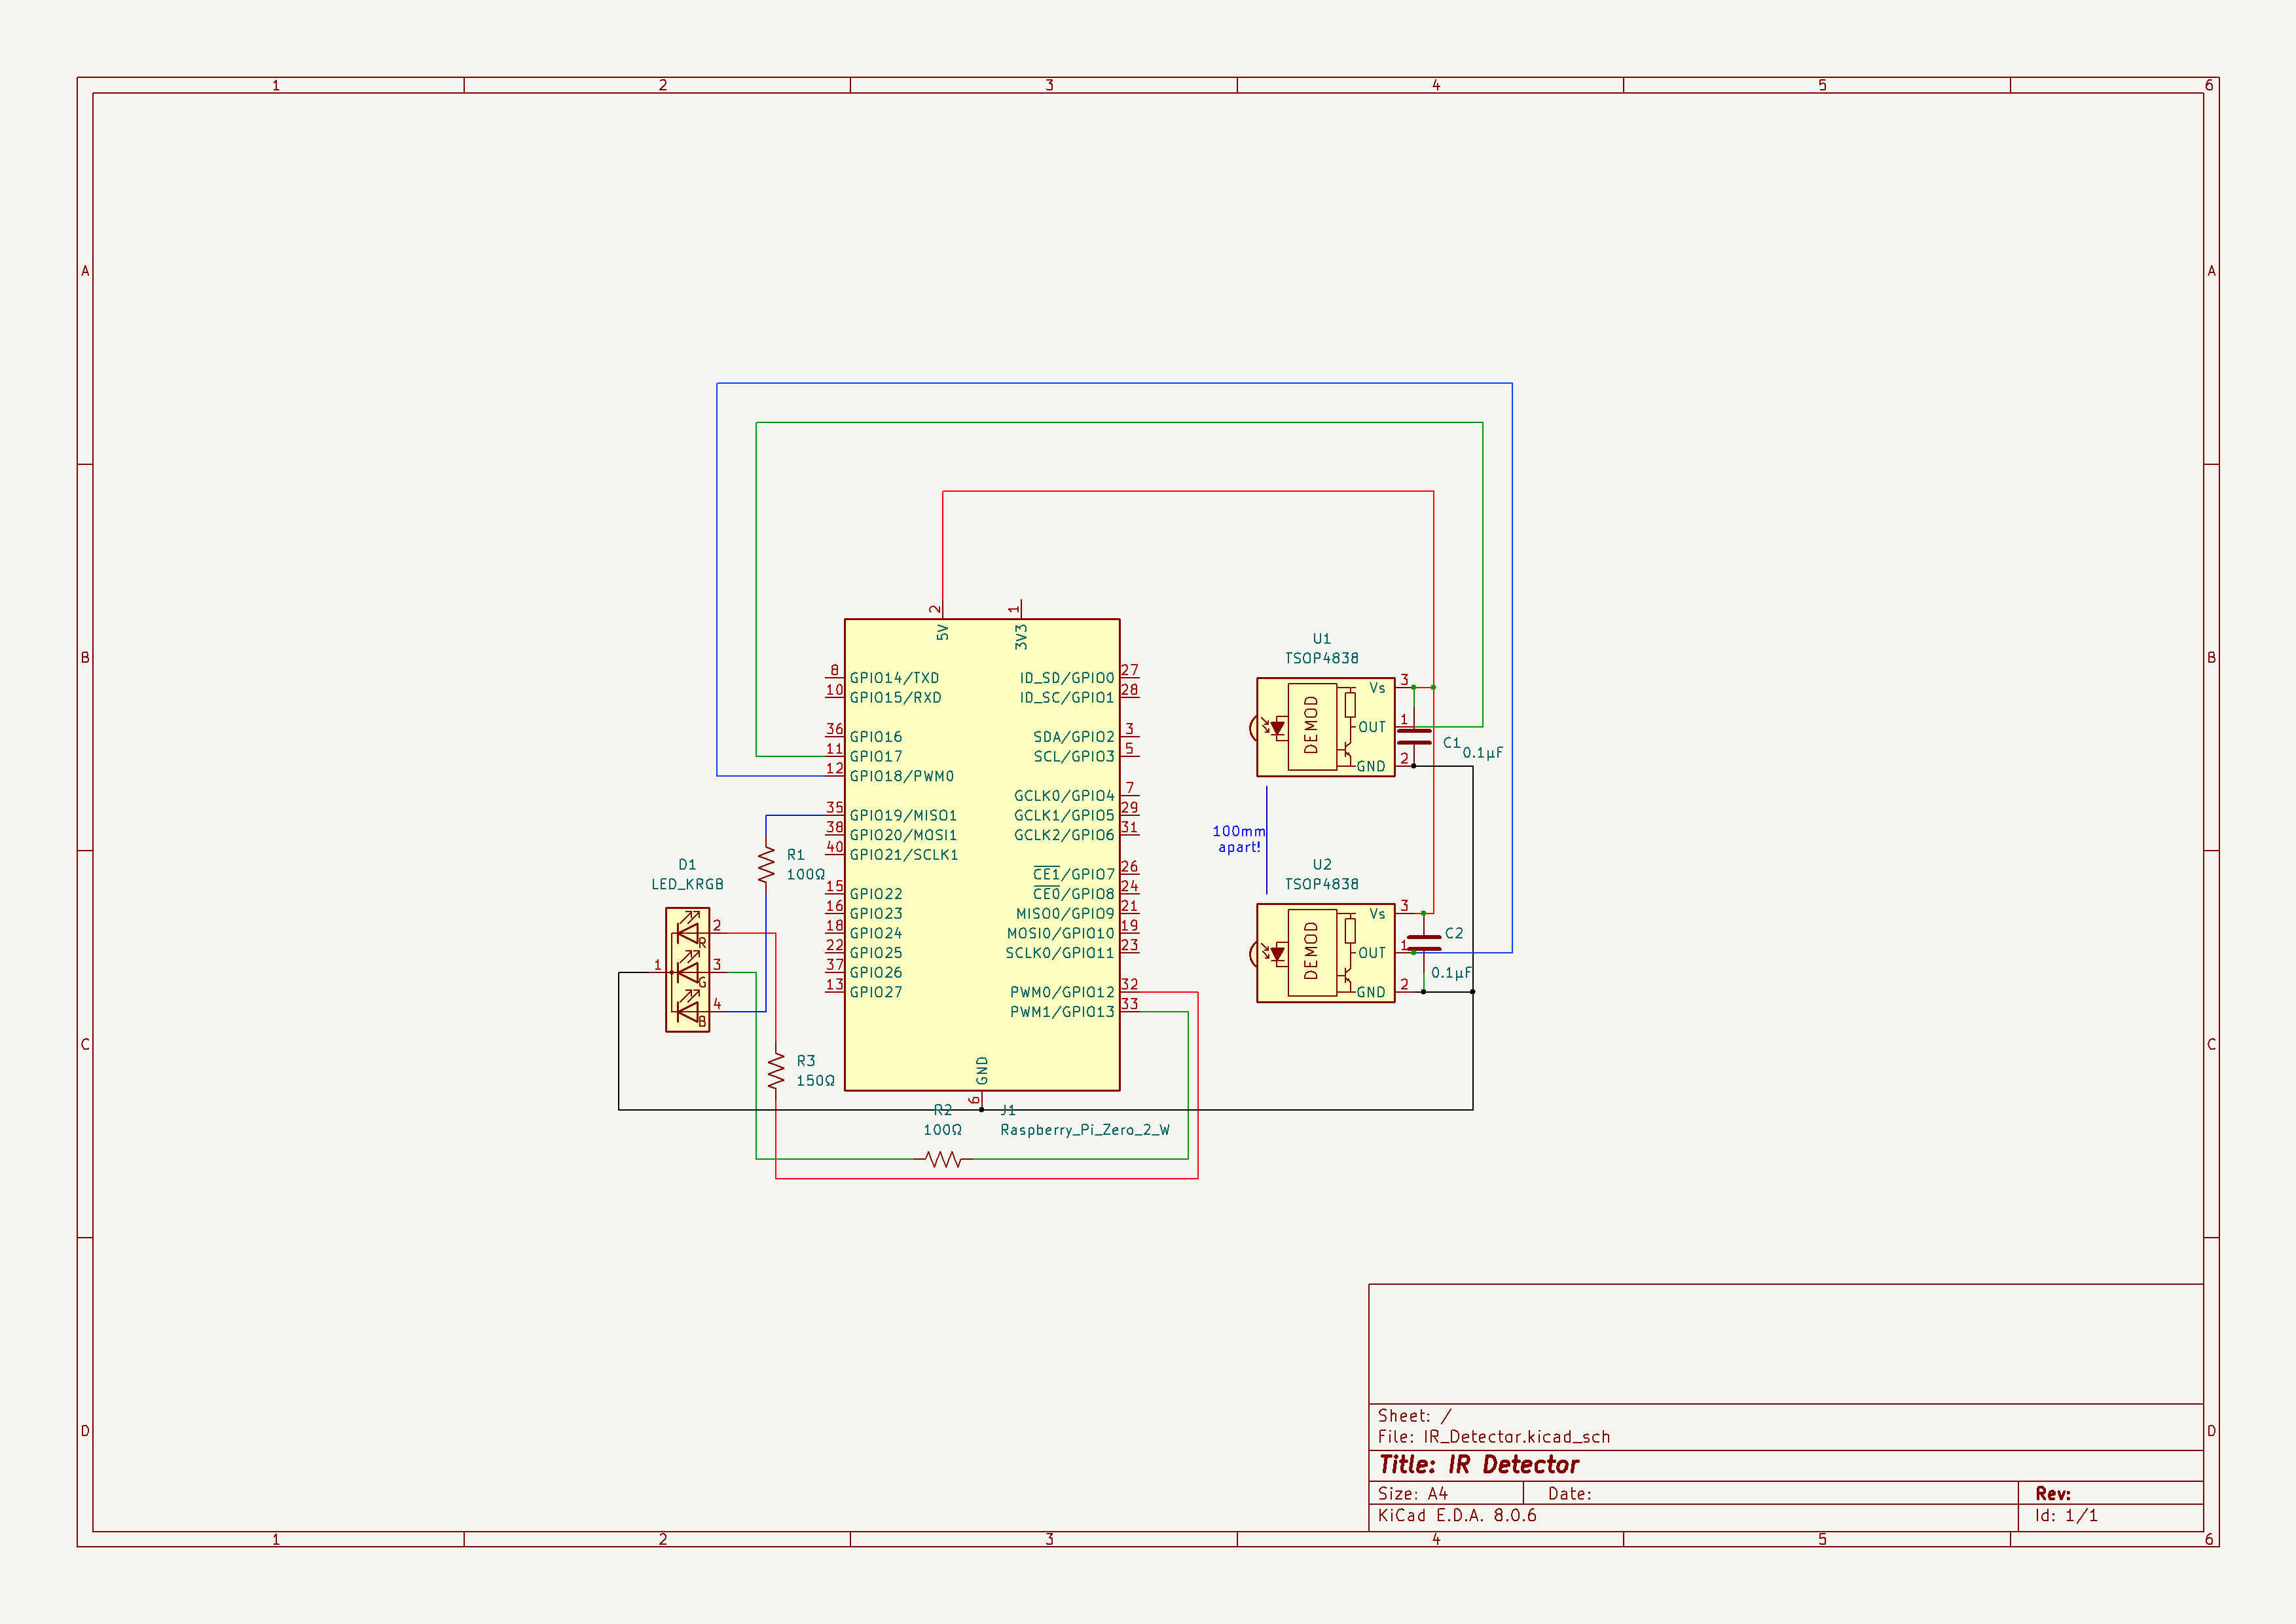 1 2 3 4 5 6
A A
B B
C C
D D
2 1
5V 3V3
8 GPIO14/TXD ID_SD/GPIO0 27
10 GPIO15/RXD ID_SC/GPIO1 28
36 GPIO16 SDA/GPIO2 3
11 GPIO17 SCL/GPIO3 5
12 GPIO18/PWM0
GCLK0/GPIO4 7
35 GPIO19/MISO1 GCLK1/GPIO5 29
38 GPIO20/MOSI1 GCLK2/GPIO6 31
40 GPIO21/SCLK1
CE1/GPIO7 26
15 GPIO22 CE0/GPIO8 24
16 GPIO23 MISO0/GPIO9 21
18 GPIO24 MOSI0/GPIO10 19
22 GPIO25 SCLK0/GPIO11 23
37 GPIO26
13 GPIO27 PWM0/GPIO12 32
PWM1/GPIO13 33
GND
6
J1
Raspberry_Pi_Zero_2_W
R1
100Ω
D1
LED_KRGB
1
2 R
3 G
4 B
R3
150Ω
R2
100Ω
U1
TSOP4838
DEMOD
Vs 3
OUT 1
GND 2
C1
0.1µF
100mm
apart!
U2
TSOP4838
DEMOD
Vs 3
OUT 1
GND 2
C2
0.1µF
Sheet: /
File: IR_Detector.kicad_sch
Title: IR Detector
Size: A4 Date: Rev:
KiCad E.D.A. 8.0.6 Id: 1/1
1 2 3 4 5 6